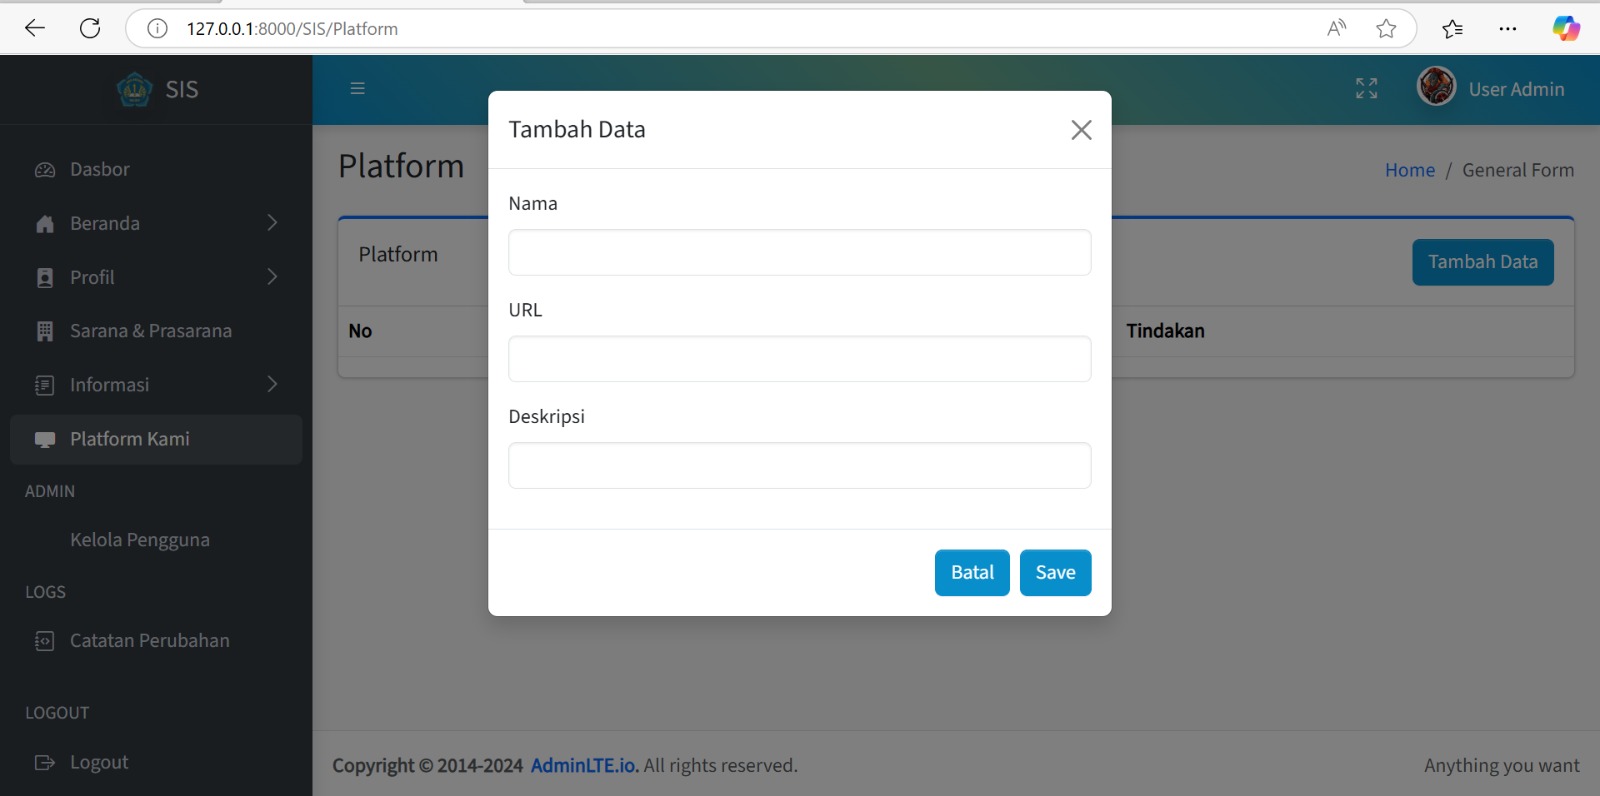 127.0.0.1:8000/SIS/Platform
SIS
User Admin
Dasbor
Beranda
Profil
Sarana & Prasarana
Informasi
Platform Kami
ADMIN
Kelola Pengguna
LOGS
Catatan Perubahan
LOGOUT
Logout
Platform
Home / General Form
Platform
Tambah Data
No
Tindakan
Tambah Data
Nama
URL
Deskripsi
Batal
Save
Copyright © 2014-2024 AdminLTE.io. All rights reserved.
Anything you want